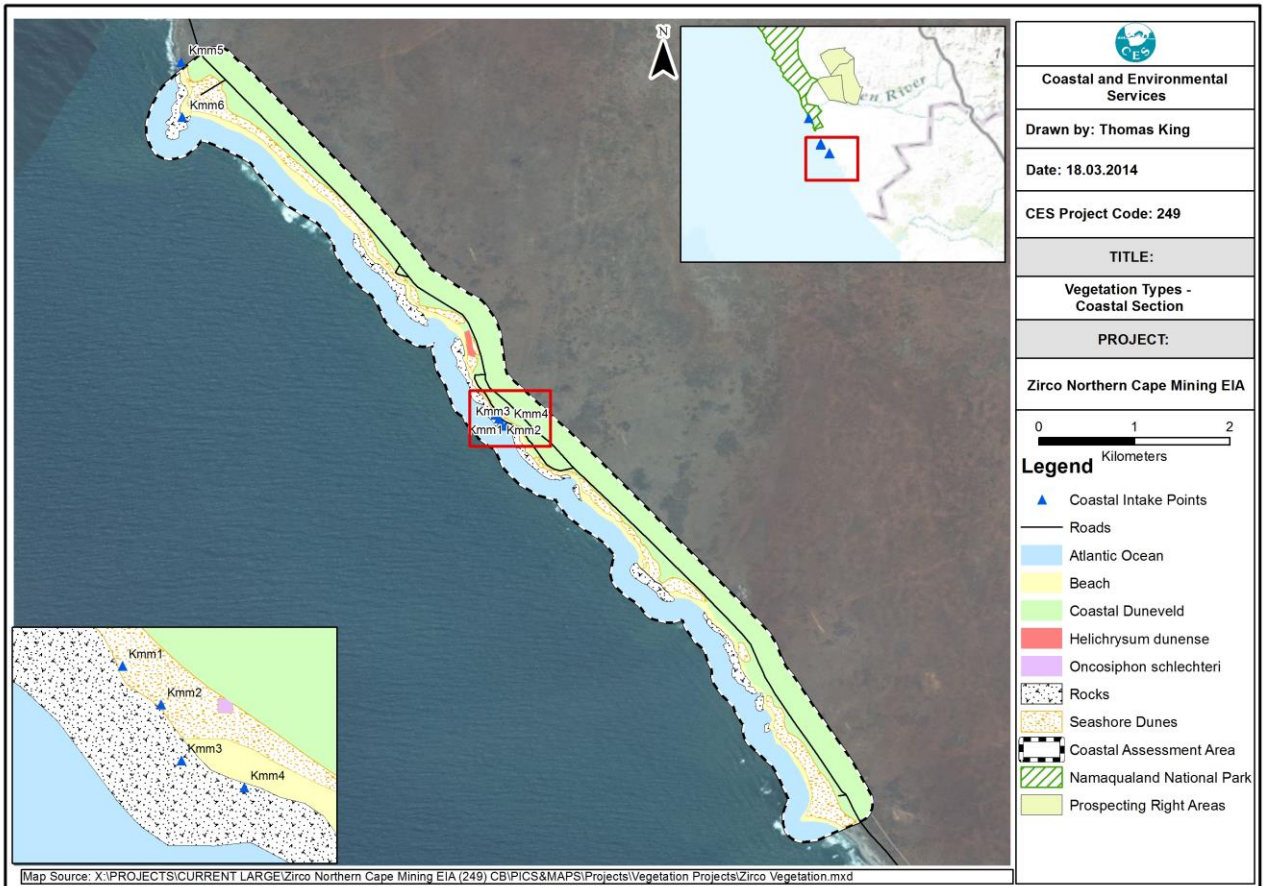 Kmm5
Kmm6
Kmm3 Kmm4
Kmm1 Kmm2
N
en River
Kmm1
Kmm2
Kmm3
Kmm4
Map Source: X:\PROJECTS\CURRENT LARGE\Zirco Northern Cape Mining EIA (249) CB\PICS&MAPS\Projects\Vegetation Projects\Zirco Vegetation.mxd
CES
Coastal and Environmental
Services
Drawn by: Thomas King
Date: 18.03.2014
CES Project Code: 249
TITLE:
Vegetation Types -
Coastal Section
PROJECT:
Zirco Northern Cape Mining EIA
0 1 2
Kilometers
Legend
Coastal Intake Points
Roads
Atlantic Ocean
Beach
Coastal Duneveld
Helichrysum dunense
Oncosiphon schlechteri
Rocks
Seashore Dunes
Coastal Assessment Area
Namaqualand National Park
Prospecting Right Areas